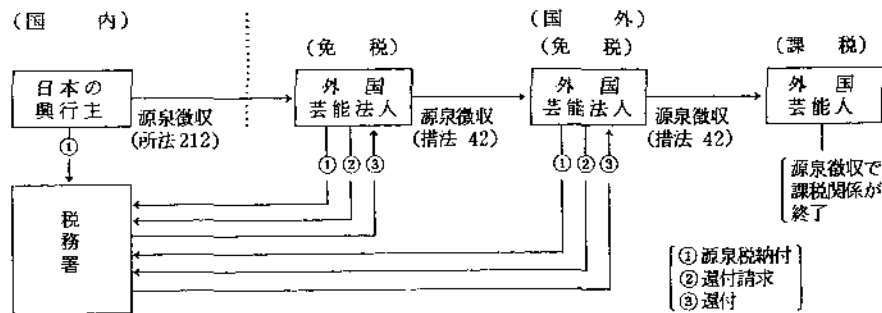 (国内)
(国外)
(免税)
(免税)
(課税)
日本の
興行主
外国
芸能法人
外国
芸能法人
外国
芸能人
源泉徴収
(所法212)
源泉徴収
(措法 42)
源泉徴収
(措法 42)
①
①②③
①②③
源泉徴収で
課税関係が
終了
税務署
①源泉税納付
②還付請求
③還付